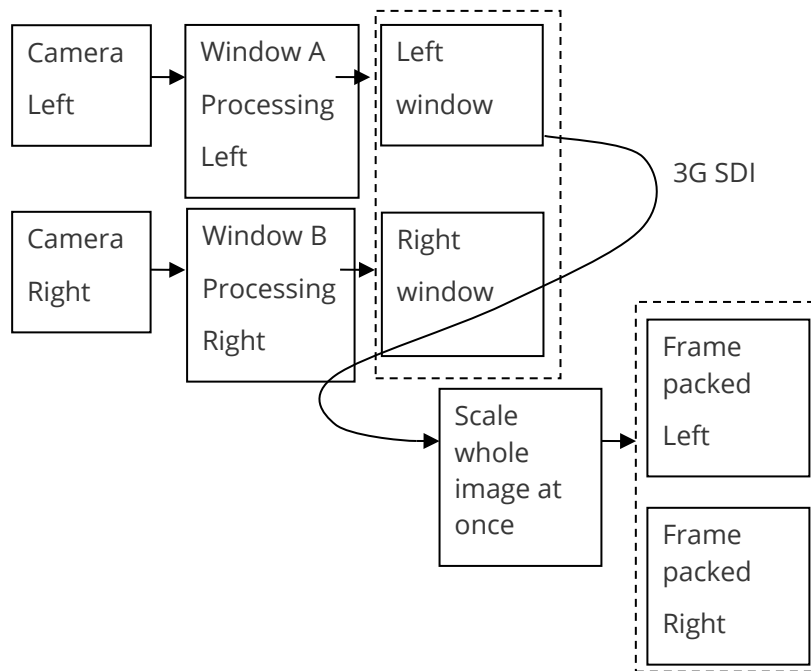 Camera
Left
Window A
Processing
Left
Left
window
3G SDI
Camera
Right
Window B
Processing
Right
Right
window
Scale
whole
image at
once
Frame
packed
Left
Frame
packed
Right